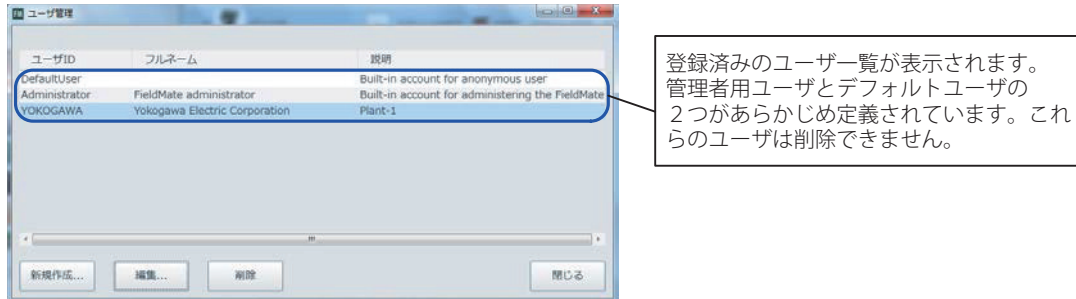 FM ユーザ管理
ユーザID フルネーム 説明
DefaultUser Built-in account for anonymous user
Administrator FieldMate administrator Built-in account for administering the FieldMate
YOKOGAWA Yokogawa Electric Corporation Plant-1
新規作成... 編集... 削除 閉じる
登録済みのユーザ一覧が表示されます。
管理者用ユーザとデフォルトユーザの
２つがあらかじめ定義されています。これ
らのユーザは削除できません。